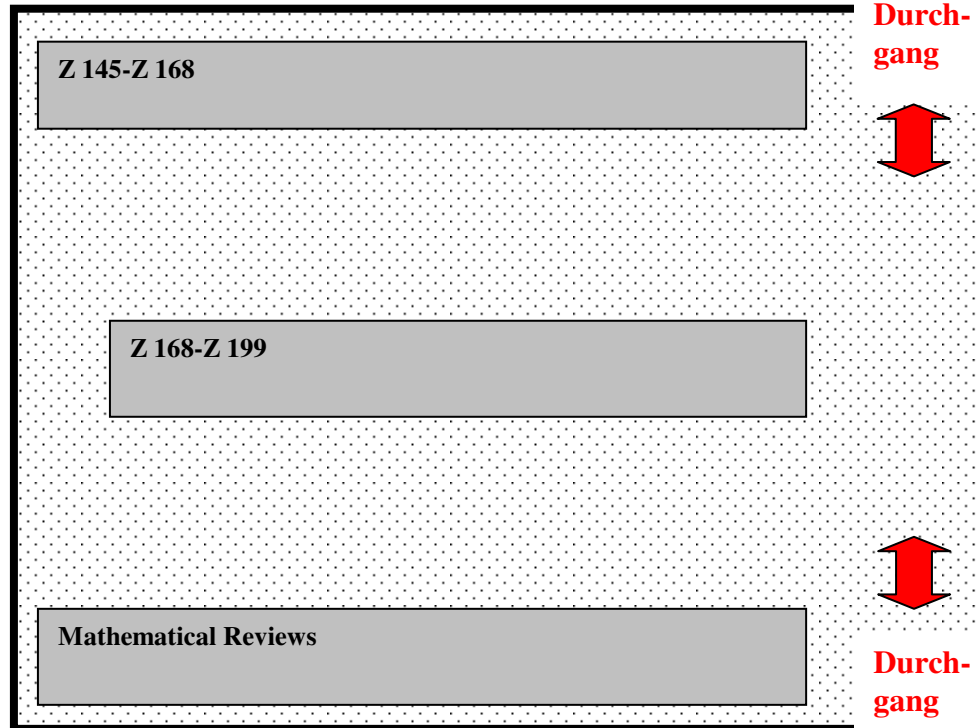 Durch-
gang
Z 145-Z 168
Z 168-Z 199
Mathematical Reviews
Durch-
gang